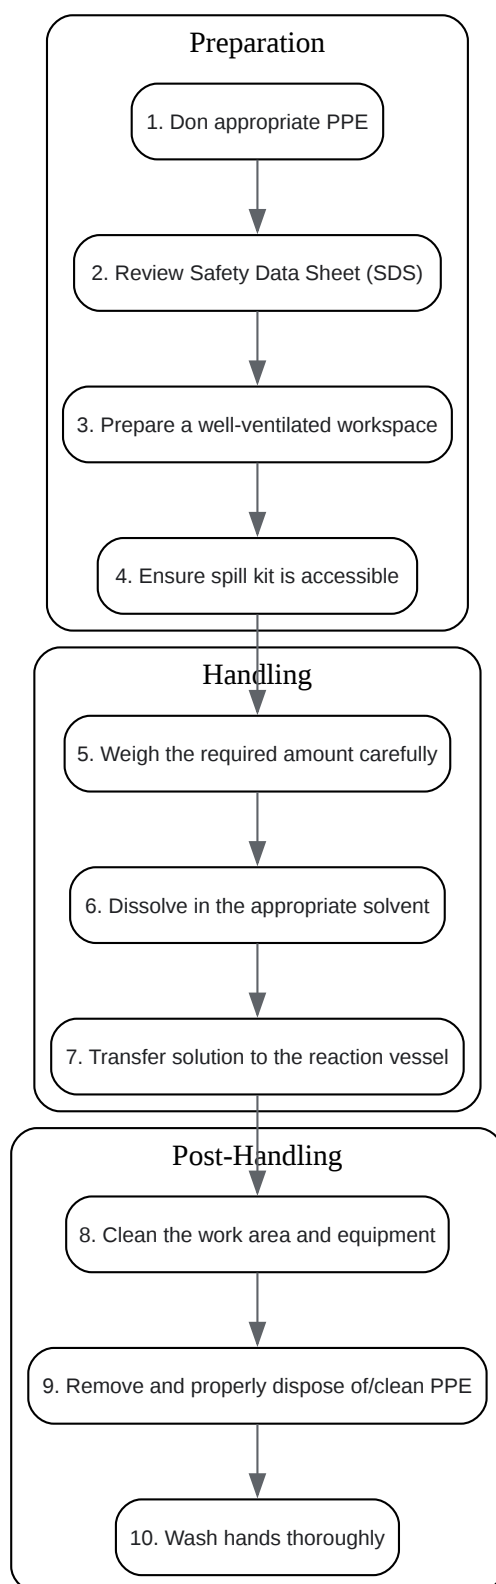 Preparation
1. Don appropriate PPE
2. Review Safety Data Sheet (SDS)
3. Prepare a well-ventilated workspace
4. Ensure spill kit is accessible
Handling
5. Weigh the required amount carefully
6. Dissolve in the appropriate solvent
7. Transfer solution to the reaction vessel
Post-Handling
8. Clean the work area and equipment
9. Remove and properly dispose of/clean PPE
10. Wash hands thoroughly